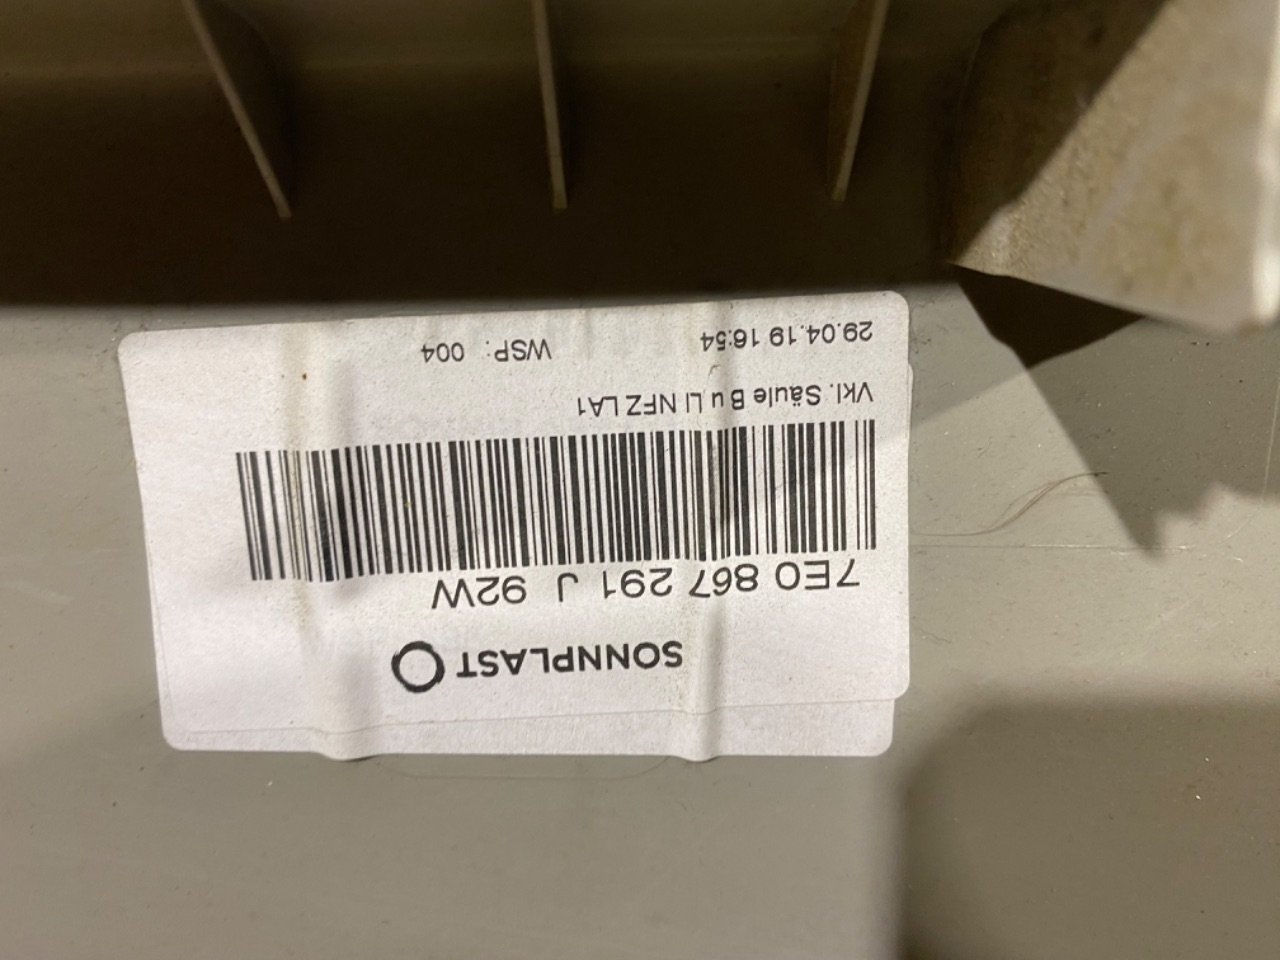 SONNPLAST
7E0 867 291 J 92W
Vkl. Säule B u LI NFZ LA1
29.04.19 16:54 WSP: 004